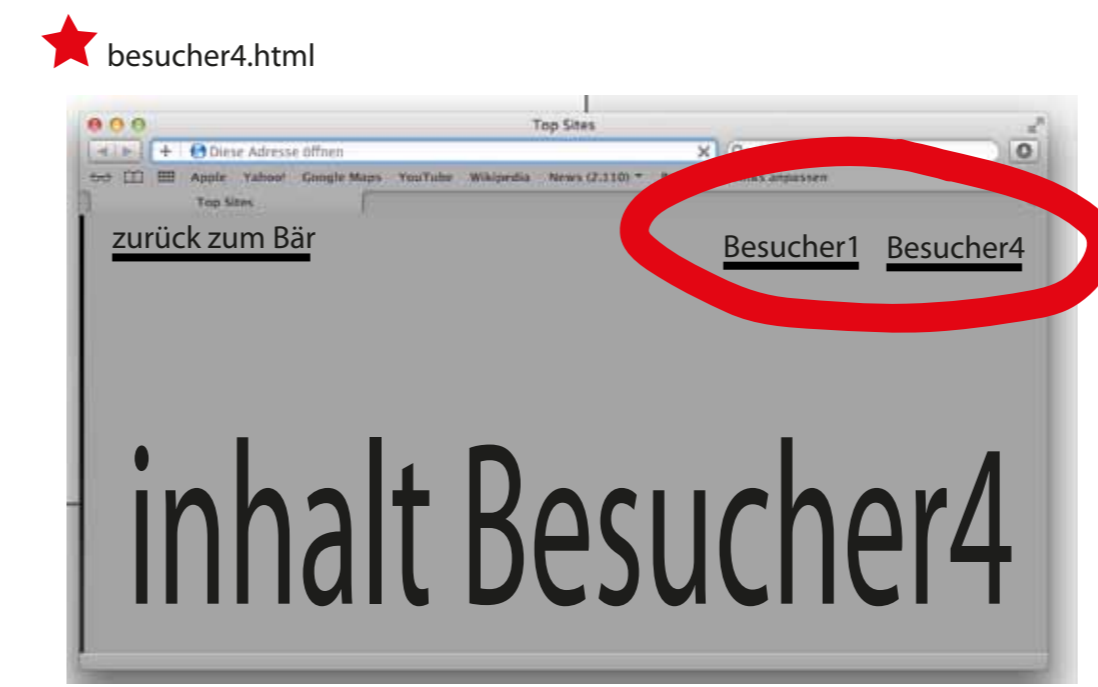 besucher4.html
Top Sites
Diese Adresse öffnen
Apple Yahoo! Google Maps YouTube Wikipedia News (2.110) anpassen
Top Sites
zurück zum Bär
Besucher1 Besucher4
inhalt Besucher4